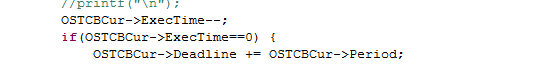 //printf("\n");
OSTCBCur->ExecTime--;
if(OSTCBCur->ExecTime==0) {
OSTCBCur->Deadline += OSTCBCur->Period;